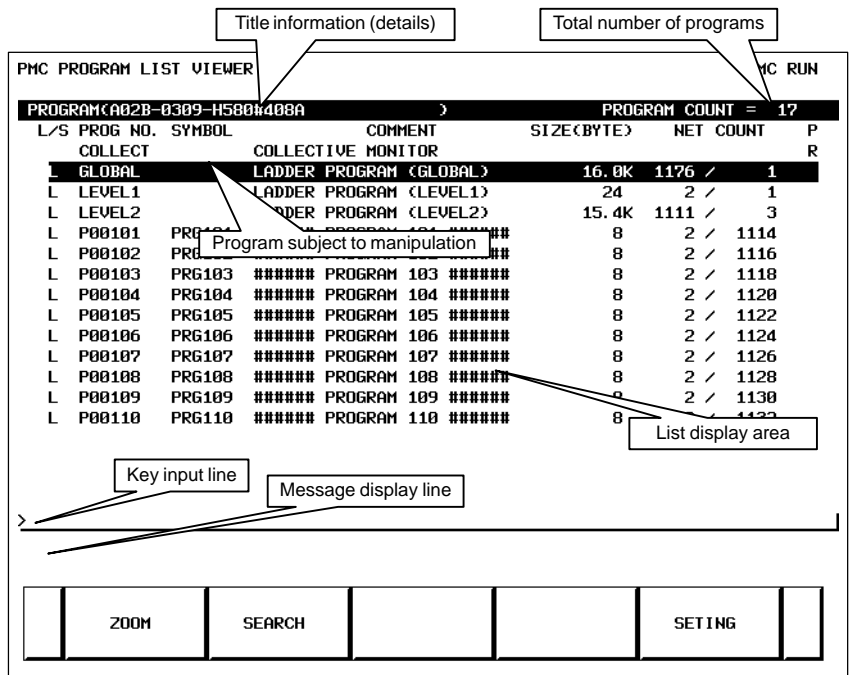 Title information (details)
Total number of programs
PMC PROGRAM LIST VIEWER MC RUN
PROGRAM(A02B-0309-H580#408A ) PROGRAM COUNT = 17
L/S PROG NO. SYMBOL COMMENT SIZE(BYTE) NET COUNT P
COLLECT COLLECTIVE MONITOR R
L GLOBAL LADDER PROGRAM (GLOBAL) 16.0K 1176 / 1
L LEVEL1 LADDER PROGRAM (LEVEL1) 24 2 / 1
L LEVEL2 DDER PROGRAM (LEVEL2) 15.4K 1111 / 3
L P00101 8 2 / 1114
Program subject to manipulation
L P00102 8 2 / 1116
L P00103 PRG103 ###### PROGRAM 103 ###### 8 2 / 1118
L P00104 PRG104 ###### PROGRAM 104 ###### 8 2 / 1120
L P00105 PRG105 ###### PROGRAM 105 ###### 8 2 / 1122
L P00106 PRG106 ###### PROGRAM 106 ###### 8 2 / 1124
L P00107 PRG107 ###### PROGRAM 107 ###### 8 2 / 1126
L P00108 PRG108 ###### PROGRAM 108 ###### 8 2 / 1128
L P00109 PRG109 ###### PROGRAM 109 ###### 2 / 1130
L P00110 PRG110 ###### PROGRAM 110 ###### 8
List display area
Key input line
Message display line
>
ZOOM SEARCH SETING